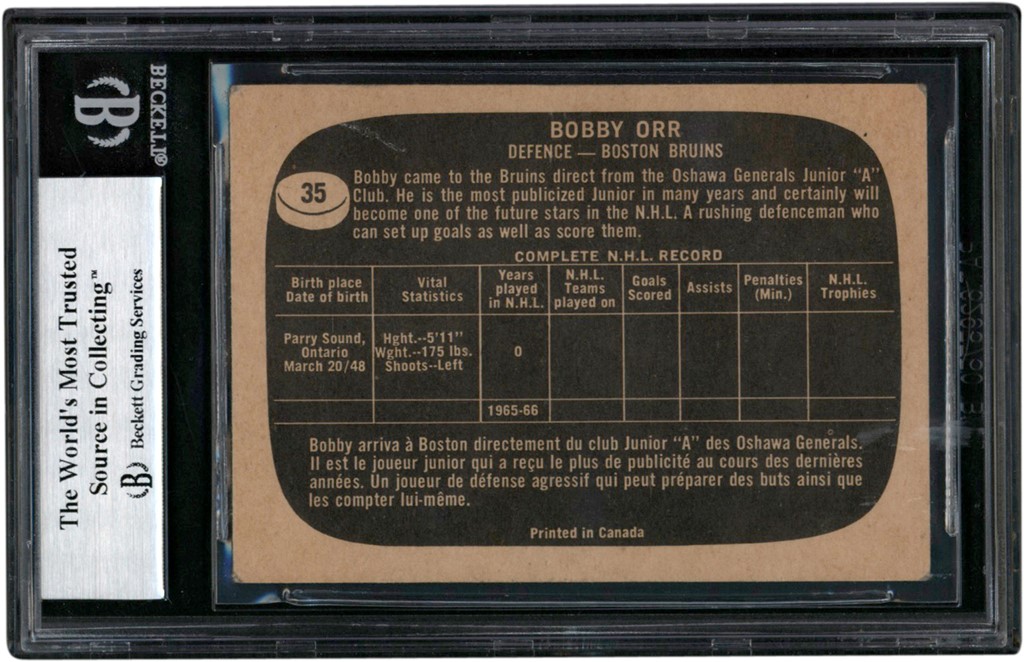 BECKETT®
B
The World's Most Trusted
Source in Collecting™
B Beckett Grading Services
BOBBY ORR
DEFENCE — BOSTON BRUINS
35
Bobby came to the Bruins direct from the Oshawa Generals Junior “A”
Club. He is the most publicized Junior in many years and certainly will
become one of the future stars in the N.H.L. A rushing defenceman who
can set up goals as well as score them.
COMPLETE N.H.L. RECORD
Birth place
Date of birth
Vital
Statistics
Years
played
in N.H.L.
N.H.L.
Teams
played on
Goals
Scored
Assists
Penalties
(Min.)
N.H.L.
Trophies
Parry Sound,
Ontario
March 20/48
Hght.--5'11"
Wght.--175 lbs.
Shoots--Left
0
1965-66
Bobby arriva à Boston directement du club Junior “A” des Oshawa Generals.
Il est le joueur junior qui a reçu le plus de publicité au cours des dernières
années. Un joueur de défense agressif qui peut préparer des buts ainsi que
les compter lui-même.
Printed in Canada